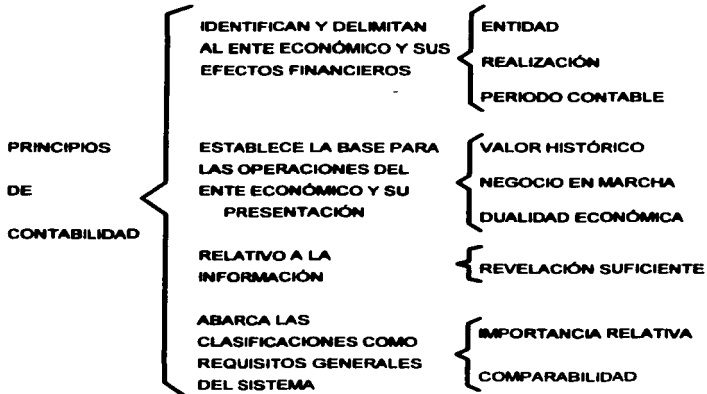 PRINCIPIOS
DE
CONTABILIDAD
IDENTIFICAN Y DELIMITAN
AL ENTE ECONÓMICO Y SUS
EFECTOS FINANCIEROS
ENTIDAD
REALIZACIÓN
PERIODO CONTABLE
ESTABLECE LA BASE PARA
LAS OPERACIONES DEL
ENTE ECONÓMICO Y SU
PRESENTACIÓN
VALOR HISTÓRICO
NEGOCIO EN MARCHA
DUALIDAD ECONÓMICA
RELATIVO A LA
INFORMACIÓN
REVELACIÓN SUFICIENTE
ABARCA LAS
CLASIFICACIONES COMO
REQUISITOS GENERALES
DEL SISTEMA
IMPORTANCIA RELATIVA
COMPARABILIDAD